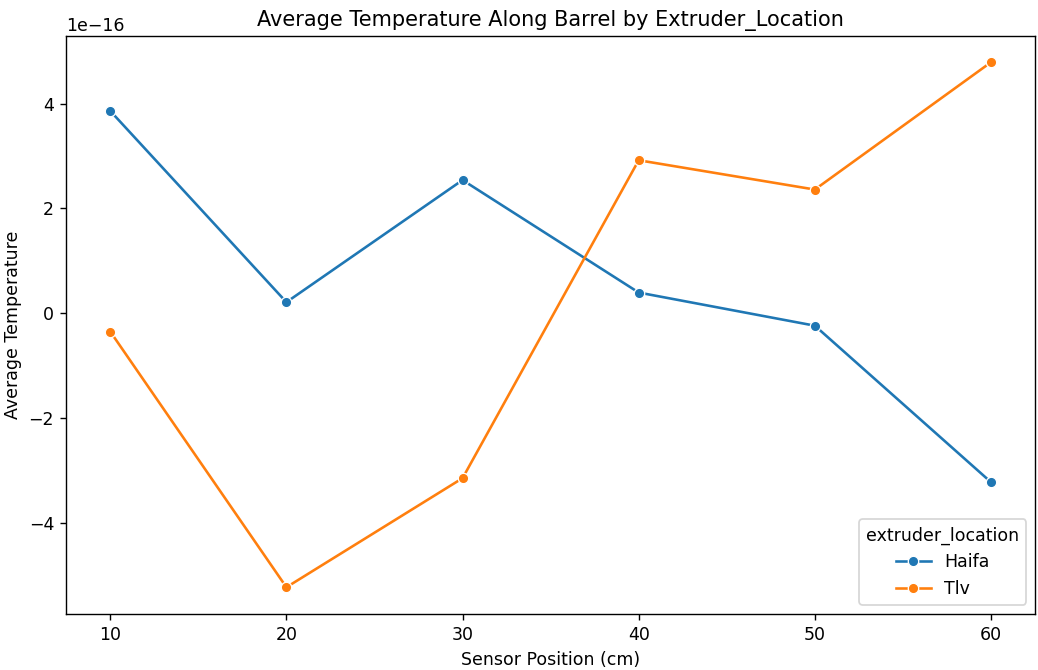 Average Temperature Along Barrel by Extruder_Location
1e−16
4
2
0
−2
−4
Average Temperature
10 20 30 40 50 60
Sensor Position (cm)
extruder_location
Haifa
Tlv